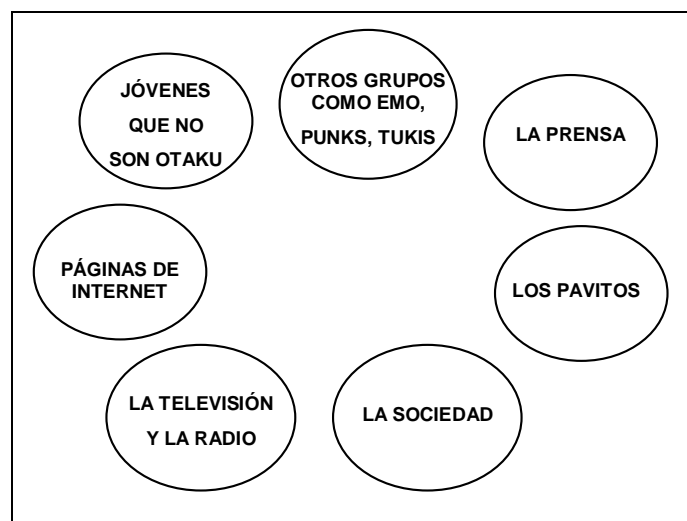 JÓVENES
QUE NO
SON OTAKU
OTROS GRUPOS
COMO EMO,
PUNKS, TUKIS
LA PRENSA
PÁGINAS DE
INTERNET
LOS PAVITOS
LA TELEVISIÓN
Y LA RADIO
LA SOCIEDAD